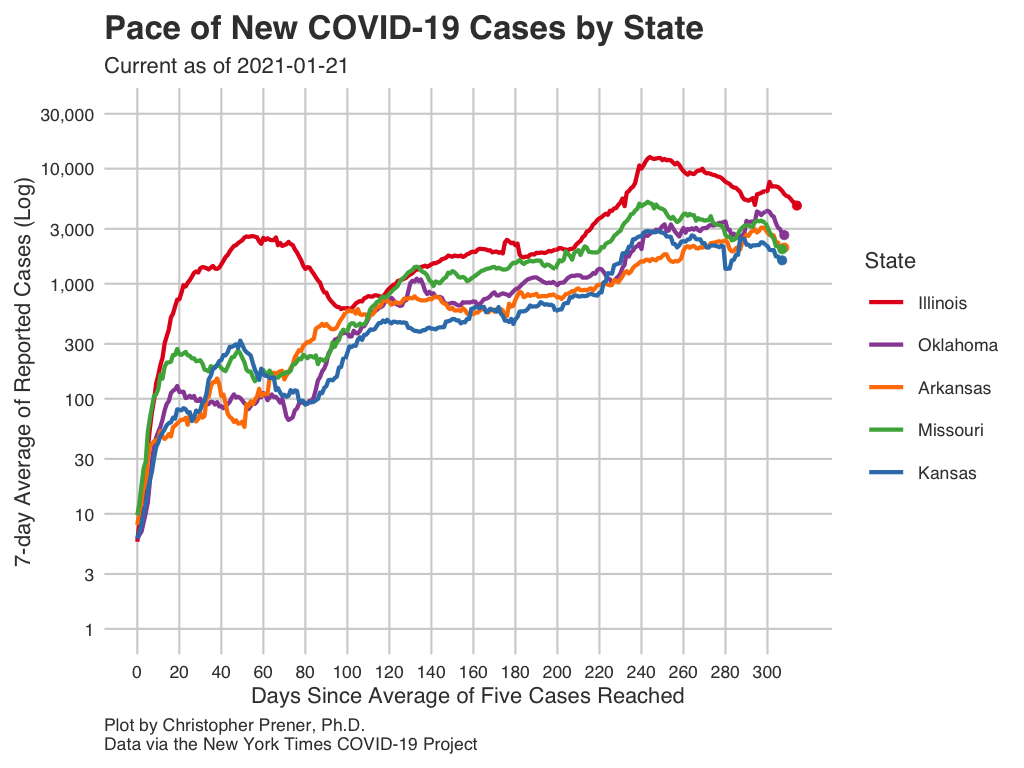 Pace of New COVID-19 Cases by State
Current as of 2021-01-21
7-day Average of Reported Cases (Log)
30,000
10,000
3,000
1,000
300
100
30
10
3
1
0 20 40 60 80 100 120 140 160 180 200 220 240 260 280 300
Days Since Average of Five Cases Reached
State
Illinois
Oklahoma
Arkansas
Missouri
Kansas
Plot by Christopher Prener, Ph.D.
Data via the New York Times COVID-19 Project